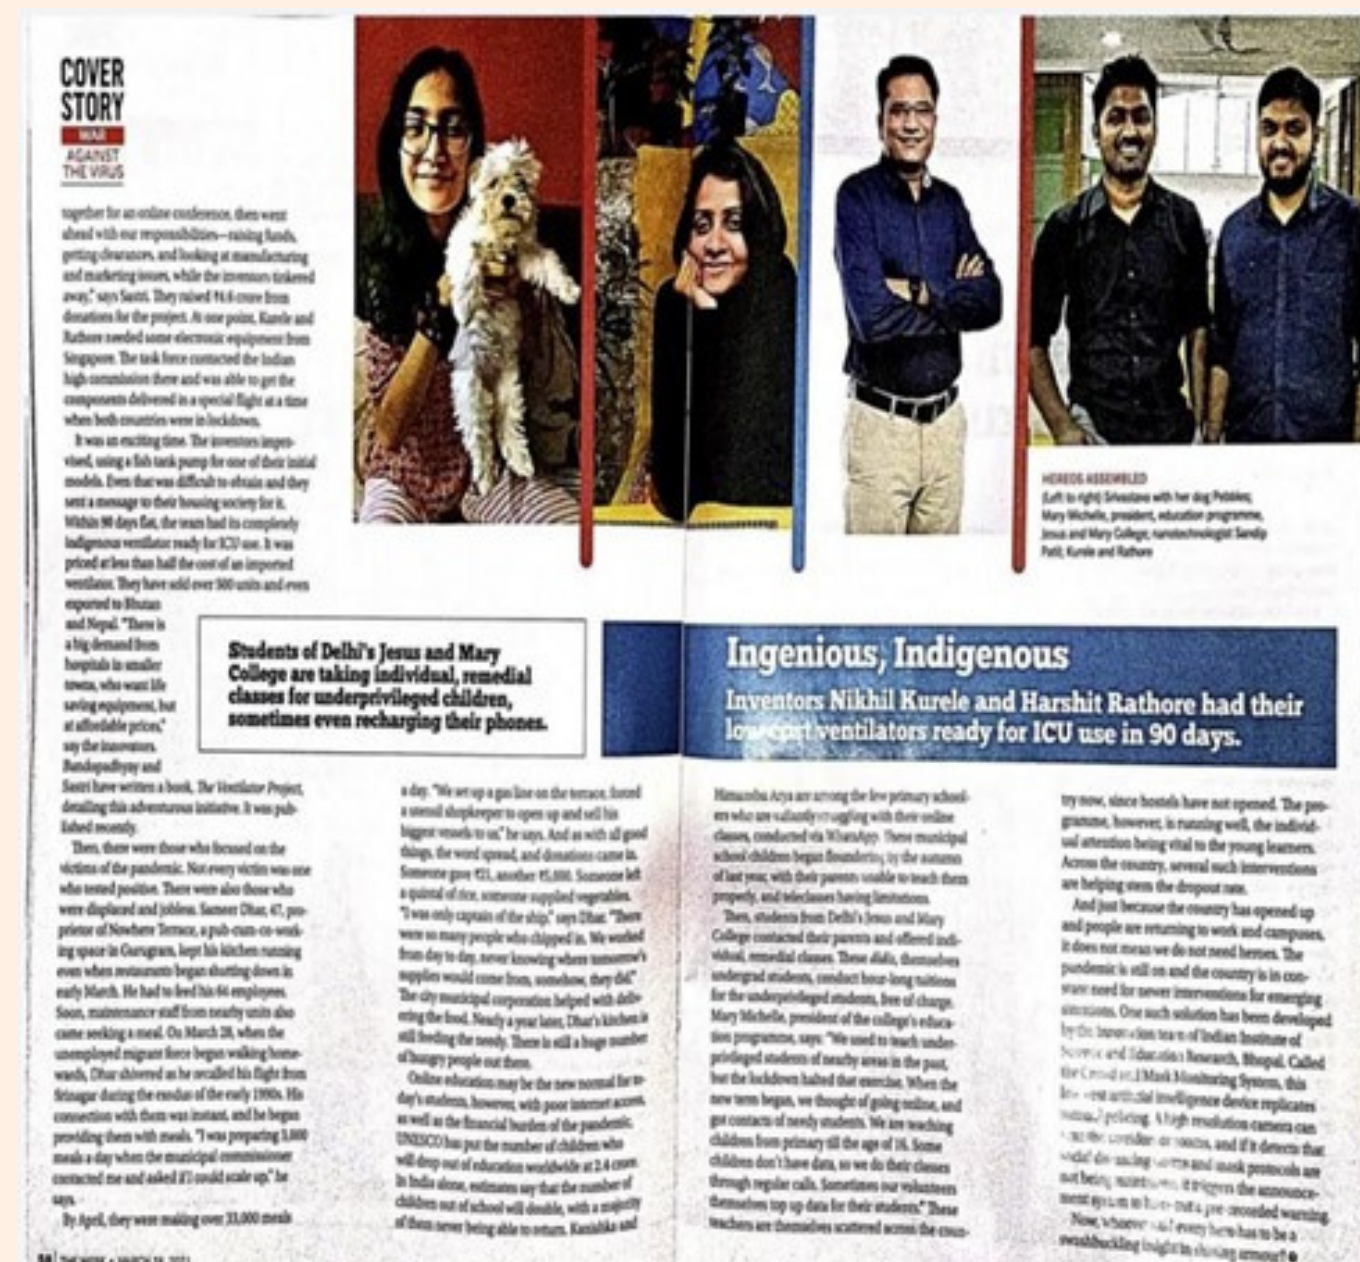 COVER
STORY
WAR
AGAINST
THE VIRUS
together for an online conference, then went
ahead with our responsibilities—raising funds,
getting clearances, and looking at manufacturing
and marketing issues, while the inventors tinkered
away," says Sastri. They raised ₹4.6 crore from
donations for the project. At one point, Kurele and
Rathore needed some electronic equipment from
Singapore. The task force contacted the Indian
high commission there and was able to get the
components delivered in a special flight at a time
when both countries were in lockdown.
It was an exciting time. The inventors impro-
vised, using a fish tank pump for one of their initial
models. Even that was difficult to obtain and they
sent a message to their housing society for it.
Within 90 days flat, the team had its completely
indigenous ventilator ready for ICU use. It was
priced at less than half the cost of an imported
ventilator. They have sold over 500 units and even
exported to Bhutan
and Nepal. "There is
a big demand from
hospitals in smaller
towns, who want life
saving equipment, but
at affordable prices,"
say the innovators.
Bandopadhyay and
Sastri have written a book, The Ventilator Project,
detailing this adventurous initiative. It was pub-
lished recently.
Then, there were those who focused on the
victims of the pandemic. Not every victim was one
who tested positive. There were also those who
were displaced and jobless. Sameer Dhar, 47, pro-
prietor of Nowhere Terrace, a pub-cum-co-work-
ing space in Gurugram, kept his kitchen running
even when restaurants began shutting down in
early March. He had to feed his 64 employees.
Soon, maintenance staff from nearby units also
came seeking a meal. On March 28, when the
unemployed migrant force began walking home-
wards, Dhar shivered as he recalled his flight from
Srinagar during the exodus of the early 1990s. His
connection with them was instant, and he began
providing them with meals. "I was preparing 3,000
meals a day when the municipal commissioner
contacted me and asked if I could scale up," he
says.
By April, they were making over 33,000 meals
HEREOS ASSEMBLED
(Left to right) Srivastava with her dog Pebbles;
Mary Michelle, president, education programme,
Jesus and Mary College; nanotechnologist Sandip
Patil; Kurele and Rathore
Students of Delhi's Jesus and Mary
College are taking individual, remedial
classes for underprivileged children,
sometimes even recharging their phones.
Ingenious, Indigenous
Inventors Nikhil Kurele and Harshit Rathore had their
low-cost ventilators ready for ICU use in 90 days.
a day. "We set up a gas line on the terrace, forced
a utensil shopkeeper to open up and sell his
biggest vessels to us," he says. And as with all good
things, the word spread, and donations came in.
Someone gave ₹21, another ₹5,000. Someone left
a quintal of rice, someone supplied vegetables.
"I was only captain of the ship," says Dhar. "There
were so many people who chipped in. We worked
from day to day, never knowing where tomorrow's
supplies would come from, somehow, they did."
The city municipal corporation helped with deliv-
ering the food. Nearly a year later, Dhar's kitchen is
still feeding the needy. There is still a huge number
of hungry people out there.
Online education may be the new normal for to-
day's students, however, with poor internet access,
as well as the financial burden of the pandemic,
UNESCO has put the number of children who
will drop out of education worldwide at 2.4 crore.
In India alone, estimates say that the number of
children out of school will double, with a majority
of them never being able to return. Kanishka and
Himanshu Arya are among the few primary school-
ers who are valiantly struggling with their online
classes, conducted via WhatsApp. These municipal
school children began floundering by the autumn
of last year, with their parents unable to teach them
properly, and teleclasses having limitations.
Then, students from Delhi's Jesus and Mary
College contacted their parents and offered indi-
vidual, remedial classes. These didis, themselves
undergrad students, conduct hour-long tuitions
for the underprivileged students, free of charge.
Mary Michelle, president of the college's educa-
tion programme, says: "We used to teach under-
privileged students of nearby areas in the past,
but the lockdown halted that exercise. When the
new term began, we thought of going online, and
got contacts of needy students. We are teaching
children from primary till the age of 16. Some
children don't have data, so we do their classes
through regular calls. Sometimes our volunteers
themselves top up data for their students." These
teachers are themselves scattered across the coun-
try now, since hostels have not opened. The pro-
gramme, however, is running well, the individ-
ual attention being vital to the young learners.
Across the country, several such interventions
are helping stem the dropout rate.
And just because the country has opened up
and people are returning to work and campuses,
it does not mean we do not need heroes. The
pandemic is still on and the country is in con-
stant need for newer interventions for emerging
situations. One such solution has been developed
by the innovation team of Indian Institute of
Science and Education Research, Bhopal. Called
the Crowd and Mask Monitoring System, this
low-cost artificial intelligence device replicates
policing. A high resolution camera can
the corridor or rooms, and if it detects that
social distancing norms and mask protocols are
not being maintained, it triggers the announce-
ment system to put a pre-recorded warning.
Now, whoever said every hero has to be a
swashbuckling knight in shining armour?
THE WEEK • MARCH